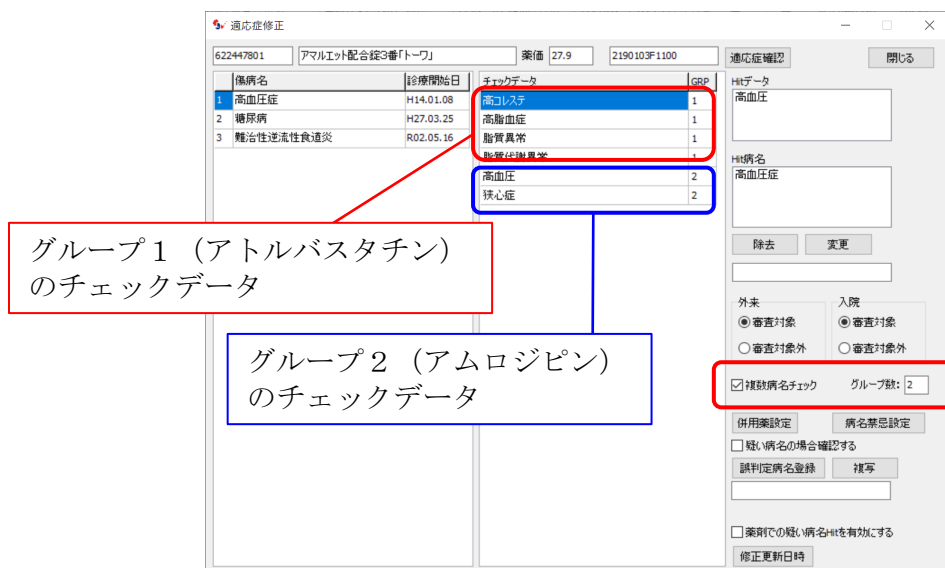 適応症修正
622447801 アマルエット配合錠3番「トーワ」 薬価 27.9 2190103F1100 適応症確認 閉じる
傷病名 診療開始日
1 高血圧症 H14.01.08
2 糖尿病 H27.03.25
3 難治性逆流性食道炎 R02.05.16
チェックデータ GRP
高コレステ 1
高脂血症 1
脂質異常 1
脂質代謝異常 1
高血圧 2
狭心症 2
Hitデータ
高血圧
Hit病名
高血圧症
除去 変更
外来 入院
審査対象 審査対象
審査対象外 審査対象外
複数病名チェック グループ数: 2
併用薬設定 病名禁忌設定
疑い病名の場合確認する
誤判定病名登録 複写
薬剤での疑い病名Hitを有効にする
修正更新日時
グループ１（アトルバスタチン）
のチェックデータ
グループ２（アムロジピン）
のチェックデータ